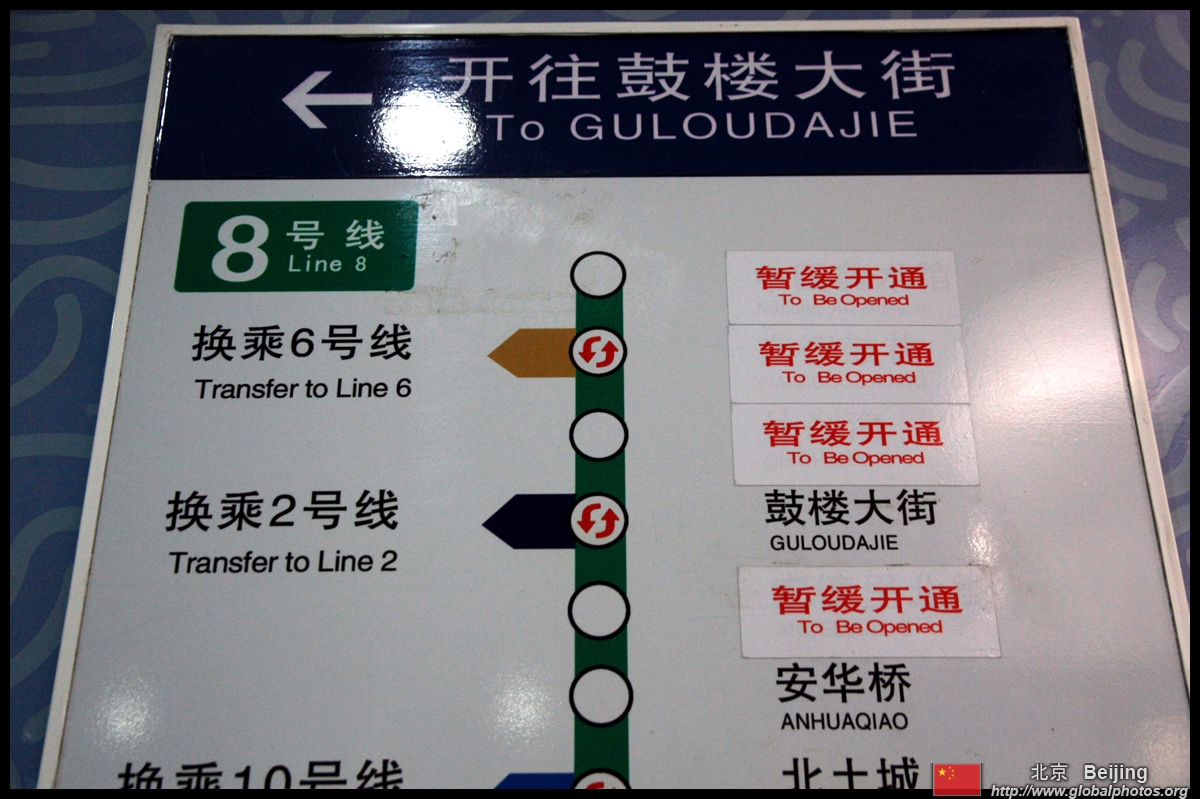 开往鼓楼大街
To GULOUDAJIE
8 号线
Line 8
暂缓开通
To Be Opened
换乘6号线
Transfer to Line 6
暂缓开通
To Be Opened
暂缓开通
To Be Opened
换乘2号线
Transfer to Line 2
鼓楼大街
GULOUDAJIE
暂缓开通
To Be Opened
安华桥
ANHUAQIAO
换乘10号线
北土城
北京 Beijing
http://www.globalphotos.org